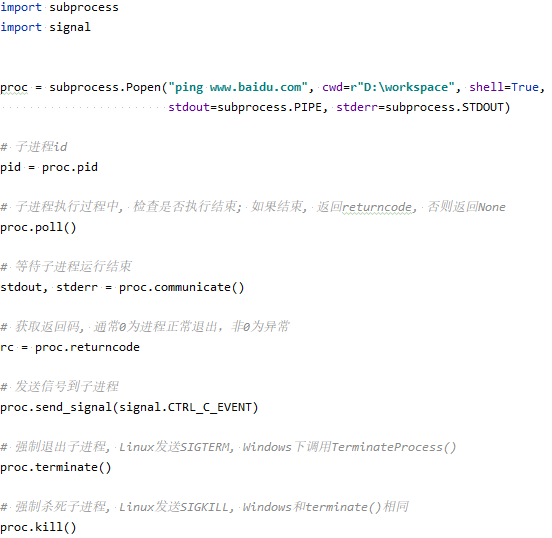 import subprocess
import signal
proc = subprocess.Popen("ping www.baidu.com", cwd=r"D:\workspace", shell=True,
stdout=subprocess.PIPE, stderr=subprocess.STDOUT)
# 子进程id
pid = proc.pid
# 子进程执行过程中, 检查是否执行结束; 如果结束, 返回returncode, 否则返回None
proc.poll()
# 等待子进程运行结束
stdout, stderr = proc.communicate()
# 获取返回码, 通常0为进程正常退出，非0为异常
rc = proc.returncode
# 发送信号到子进程
proc.send_signal(signal.CTRL_C_EVENT)
# 强制退出子进程, Linux发送SIGTERM, Windows下调用TerminateProcess()
proc.terminate()
# 强制杀死子进程, Linux发送SIGKILL, Windows和terminate()相同
proc.kill()